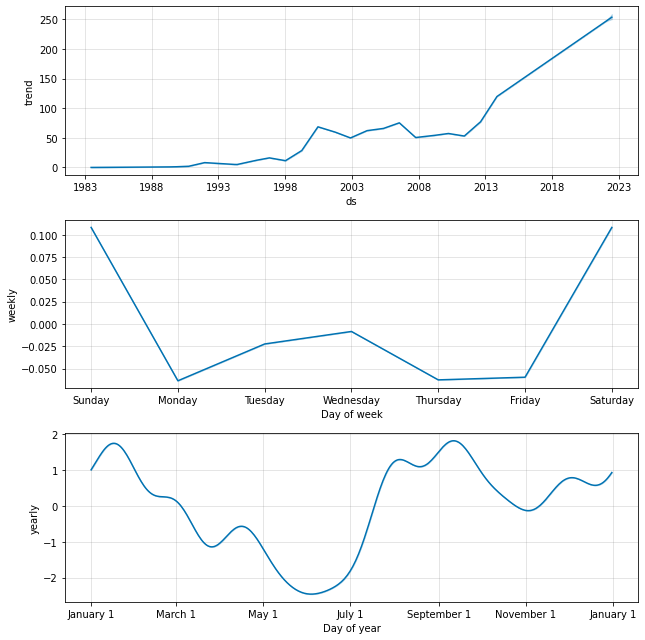 250
200
150
100
50
0
trend
1983 1988 1993 1998 2003 2008 2013 2018 2023
ds
0.100
0.075
0.050
0.025
0.000
−0.025
−0.050
weekly
Sunday Monday Tuesday Wednesday Thursday Friday Saturday
Day of week
2
1
0
−1
−2
yearly
January 1 March 1 May 1 July 1 September 1 November 1 January 1
Day of year